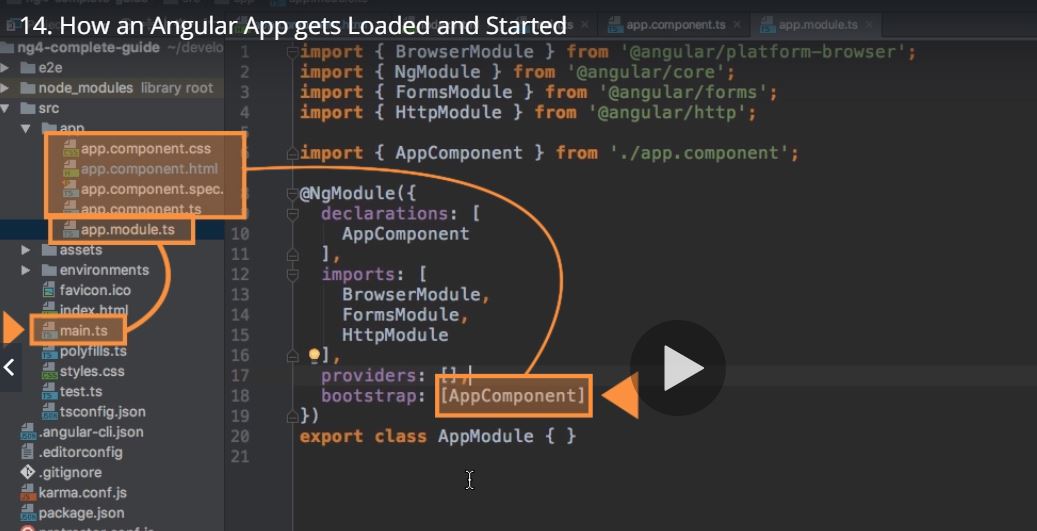 14. How an Angular App gets Loaded and Started
app.component.ts
app.module.ts
ng4-complete-guide ~/develo
e2e
node_modules library root
src
app
app.component.css
app.component.html
app.component.spec.
app.component.ts
app.module.ts
assets
environments
favicon.ico
index.html
main.ts
polyfills.ts
styles.css
test.ts
tsconfig.json
.angular-cli.json
.editorconfig
.gitignore
karma.conf.js
package.json
1 import { BrowserModule } from '@angular/platform-browser';
2 import { NgModule } from '@angular/core';
3 import { FormsModule } from '@angular/forms';
4 import { HttpModule } from '@angular/http';
5
import { AppComponent } from './app.component';
@NgModule({
declarations: [
10 AppComponent
11 ],
12 imports: [
13 BrowserModule,
14 FormsModule,
15 HttpModule
16 ],
17 providers: [],
18 bootstrap: [AppComponent]
19 })
20 export class AppModule { }
21